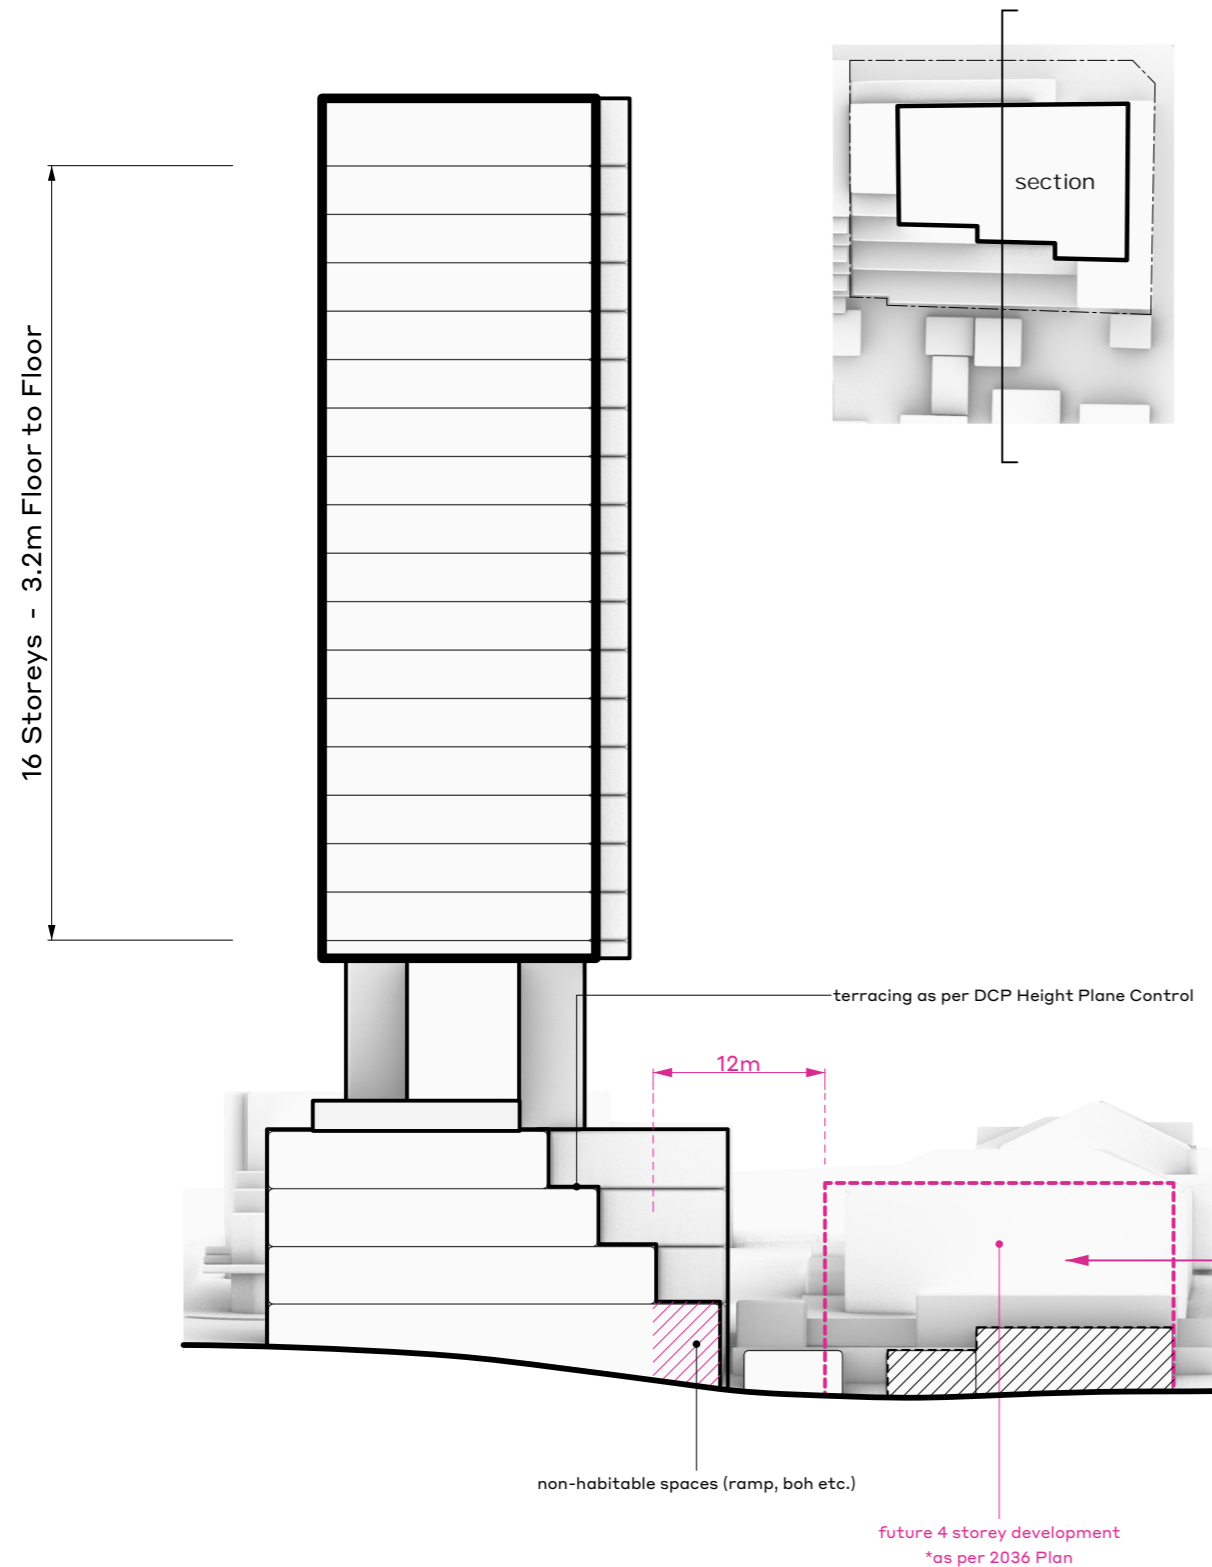 section
16 Storeys - 3.2m Floor to Floor
terracing as per DCP Height Plane Control
12m
non-habitable spaces (ramp, boh etc.)
future 4 storey development
*as per 2036 Plan